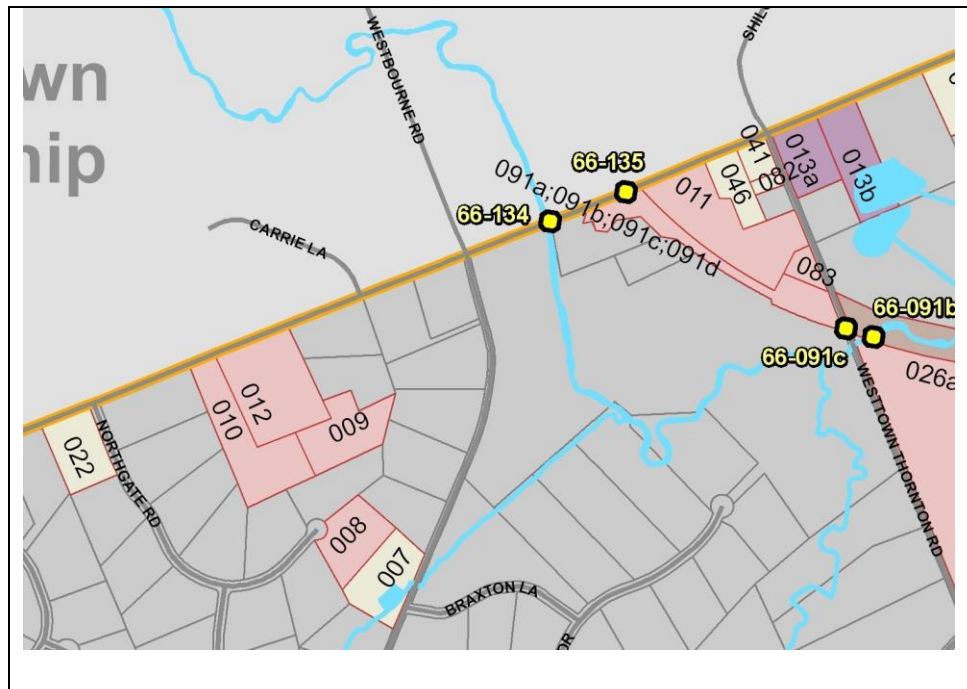 wn
hip
WESTBOURNE RD
SHIL
041
082
013a
013b
66-135
046
091a;091b;091c;091d
011
66-134
CARRIE LA
083
66-091b
66-091c
026a
WESTTOWN THORNTON RD
012
010
009
022
NORTHGATE RD
008
007
BRAXTON LA
OR